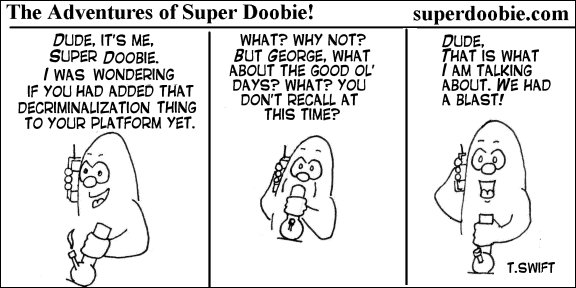 The Adventures of Super Doobie!
superdoobie.com
DUDE, IT'S ME,
SUPER DOOBIE.
I WAS WONDERING
IF YOU HAD ADDED THAT
DECRIMINALIZATION THING
TO YOUR PLATFORM YET.
WHAT? WHY NOT?
BUT GEORGE, WHAT
ABOUT THE GOOD OL'
DAYS? WHAT? YOU
DON'T RECALL AT
THIS TIME?
DUDE,
THAT IS WHAT
I AM TALKING
ABOUT. WE HAD
A BLAST!
T.SWIFT